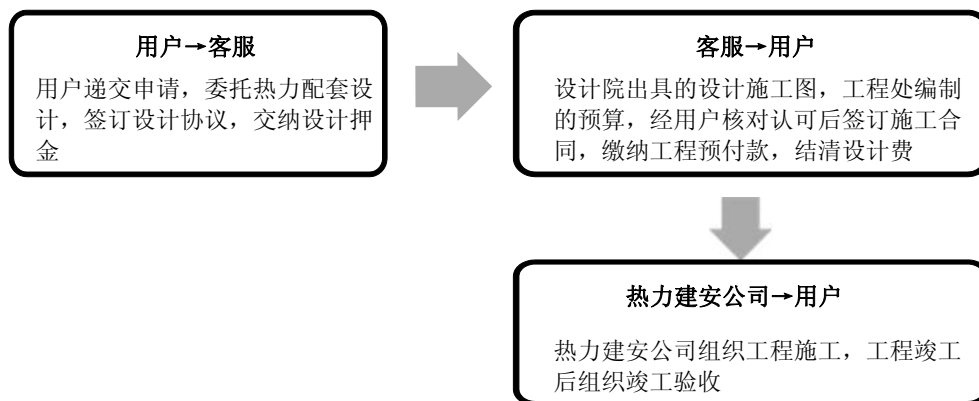 用户→客服
用户递交申请，委托热力配套设
计，签订设计协议，交纳设计押
金
客服→用户
设计院出具的设计施工图，工程处编制
的预算，经用户核对认可后签订施工合
同，缴纳工程预付款，结清设计费
热力建安公司→用户
热力建安公司组织工程施工，工程竣工
后组织竣工验收